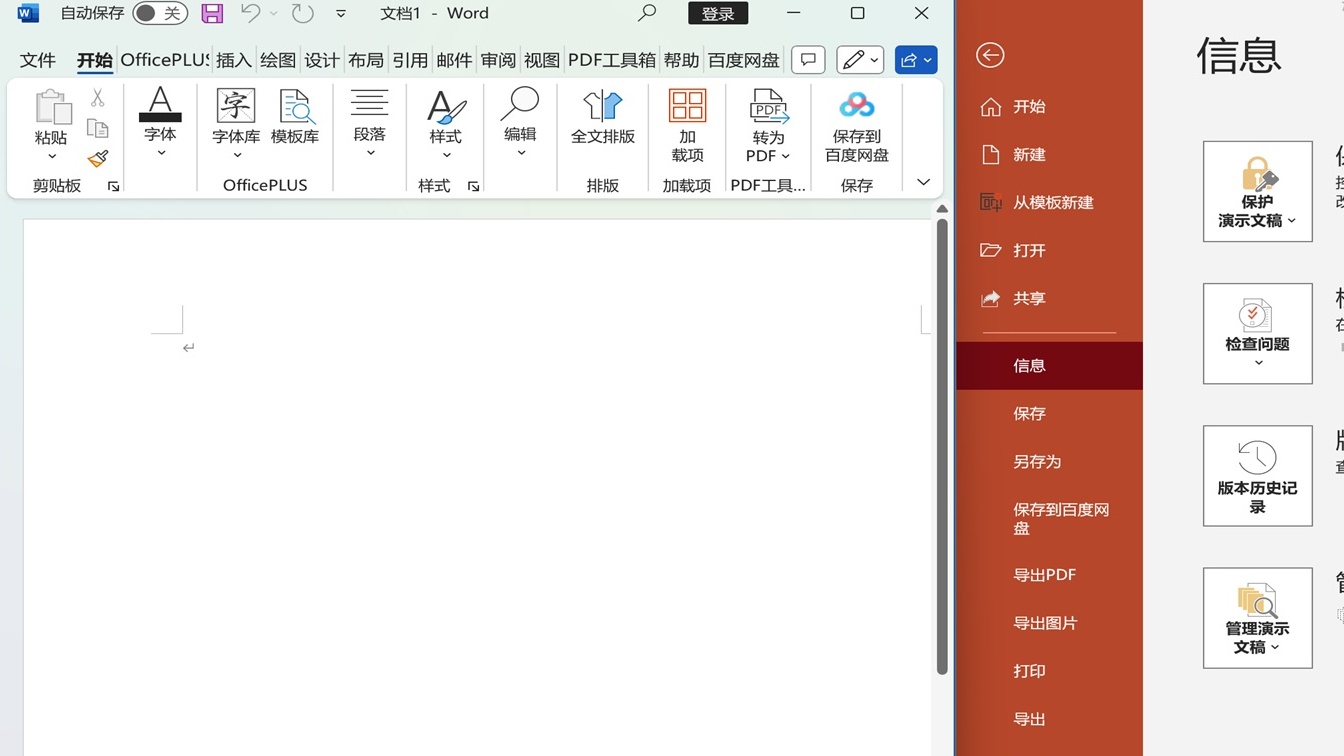 自动保存 关 文档1 - Word 登录
文件 开始 OfficePLUS 插入 绘图 设计 布局 引用 邮件 审阅 视图 PDF工具箱 帮助 百度网盘
粘贴
剪贴板
字体
字体库 模板库
OfficePLUS
段落
样式
样式
编辑
全文排版
排版
加
载项
加载项
PDF
转为
PDF
PDF工具...
保存到
百度网盘
保存
开始
新建
从模板新建
打开
共享
信息
保存
另存为
保存到百度网
盘
导出PDF
导出图片
打印
导出
信息
保护
演示文稿
检查问题
版本历史记
录
管理演示
文稿